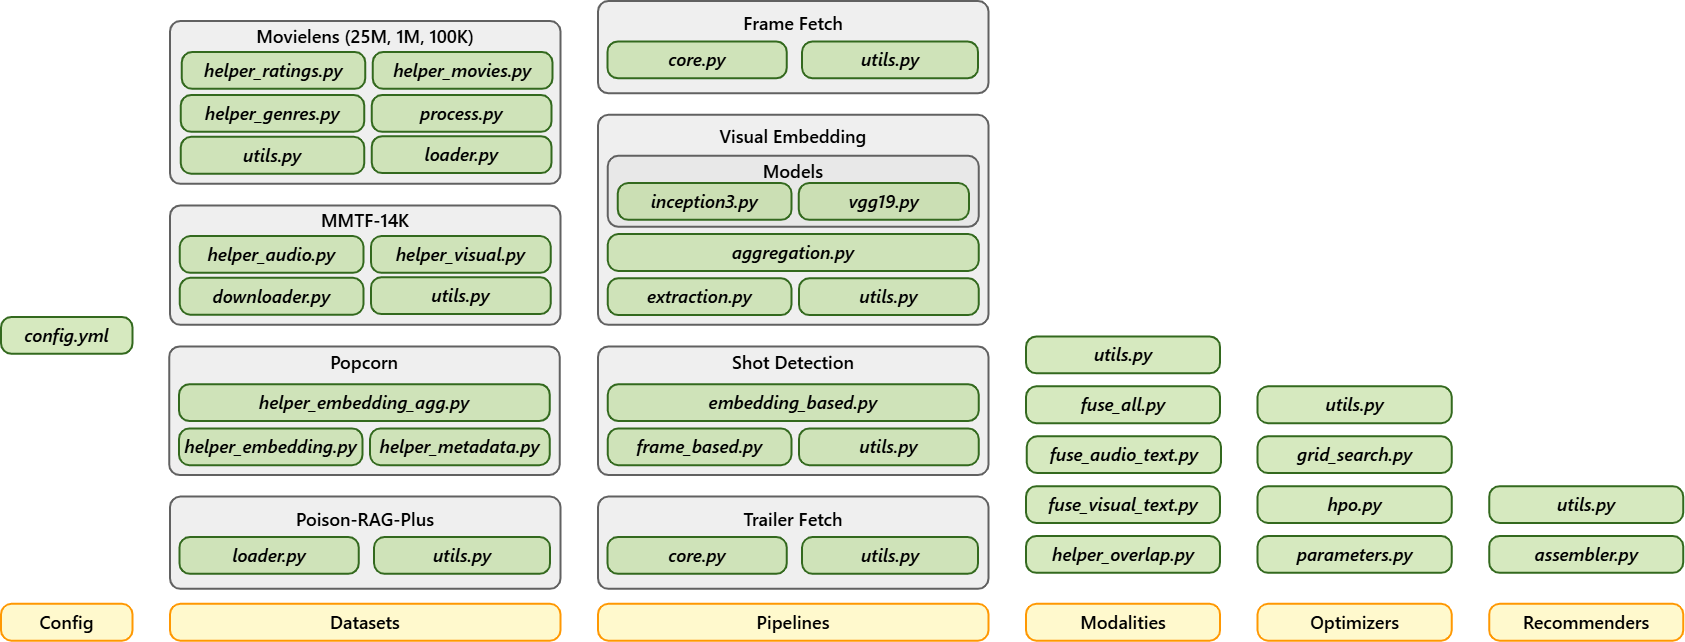 config.yml
Config
Movielens (25M, 1M, 100K)
helper_ratings.py
helper_movies.py
helper_genres.py
process.py
utils.py
loader.py
MMTF-14K
helper_audio.py
helper_visual.py
downloader.py
utils.py
Popcorn
helper_embedding_agg.py
helper_embedding.py
helper_metadata.py
Poison-RAG-Plus
loader.py
utils.py
Datasets
Frame Fetch
core.py
utils.py
Visual Embedding
Models
inception3.py
vgg19.py
aggregation.py
extraction.py
utils.py
Shot Detection
embedding_based.py
frame_based.py
utils.py
Trailer Fetch
core.py
utils.py
Pipelines
utils.py
fuse_all.py
fuse_audio_text.py
fuse_visual_text.py
helper_overlap.py
Modalities
utils.py
grid_search.py
hpo.py
parameters.py
Optimizers
utils.py
assembler.py
Recommenders